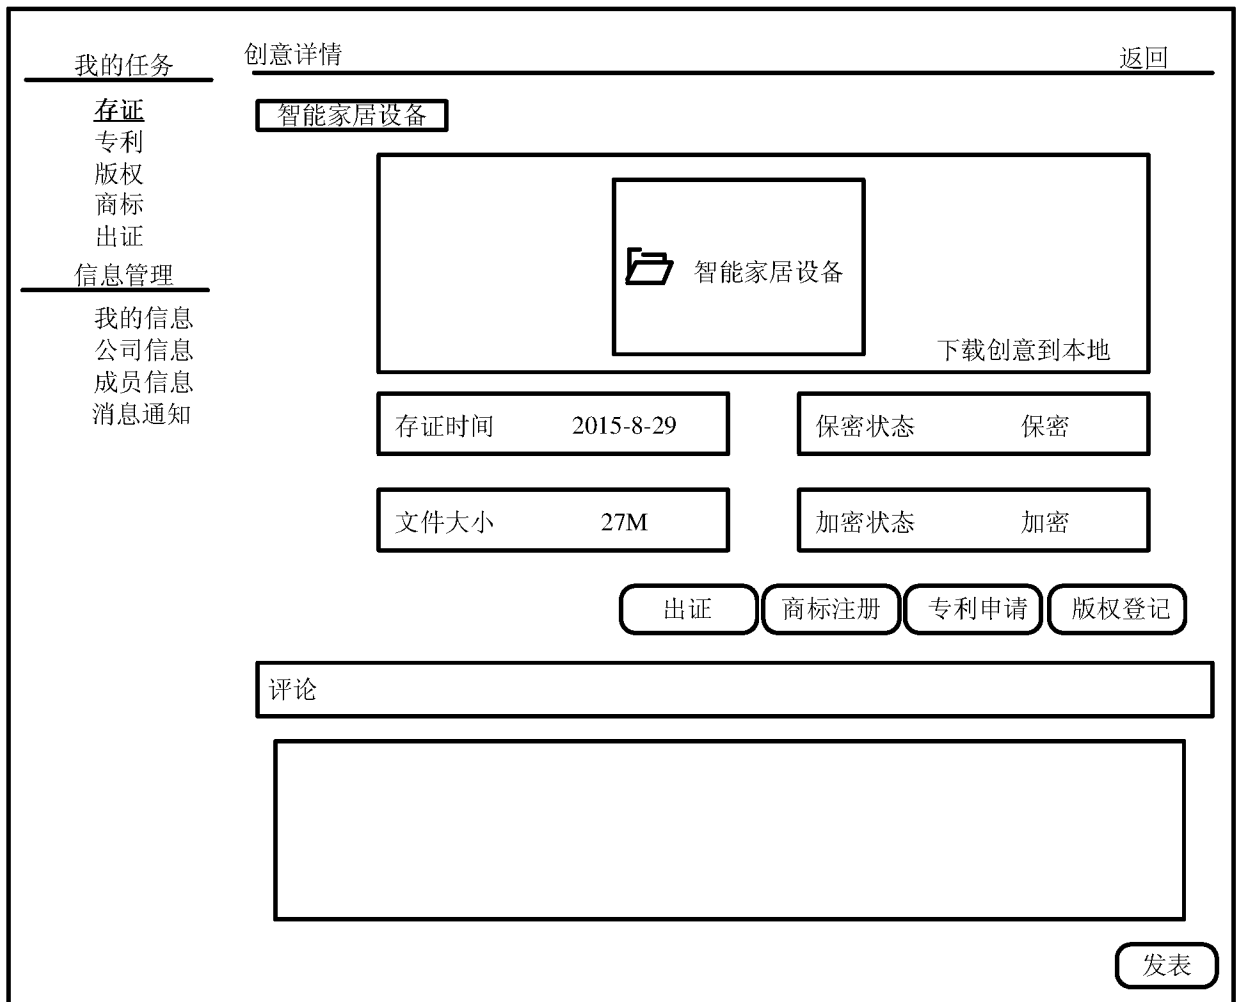 我的任务
存证
专利
版权
商标
出证
信息管理
我的信息
公司信息
成员信息
消息通知
创意详情
返回
智能家居设备
智能家居设备
下载创意到本地
存证时间 2015-8-29
保密状态 保密
文件大小 27M
加密状态 加密
出证 商标注册 专利申请 版权登记
评论
发表